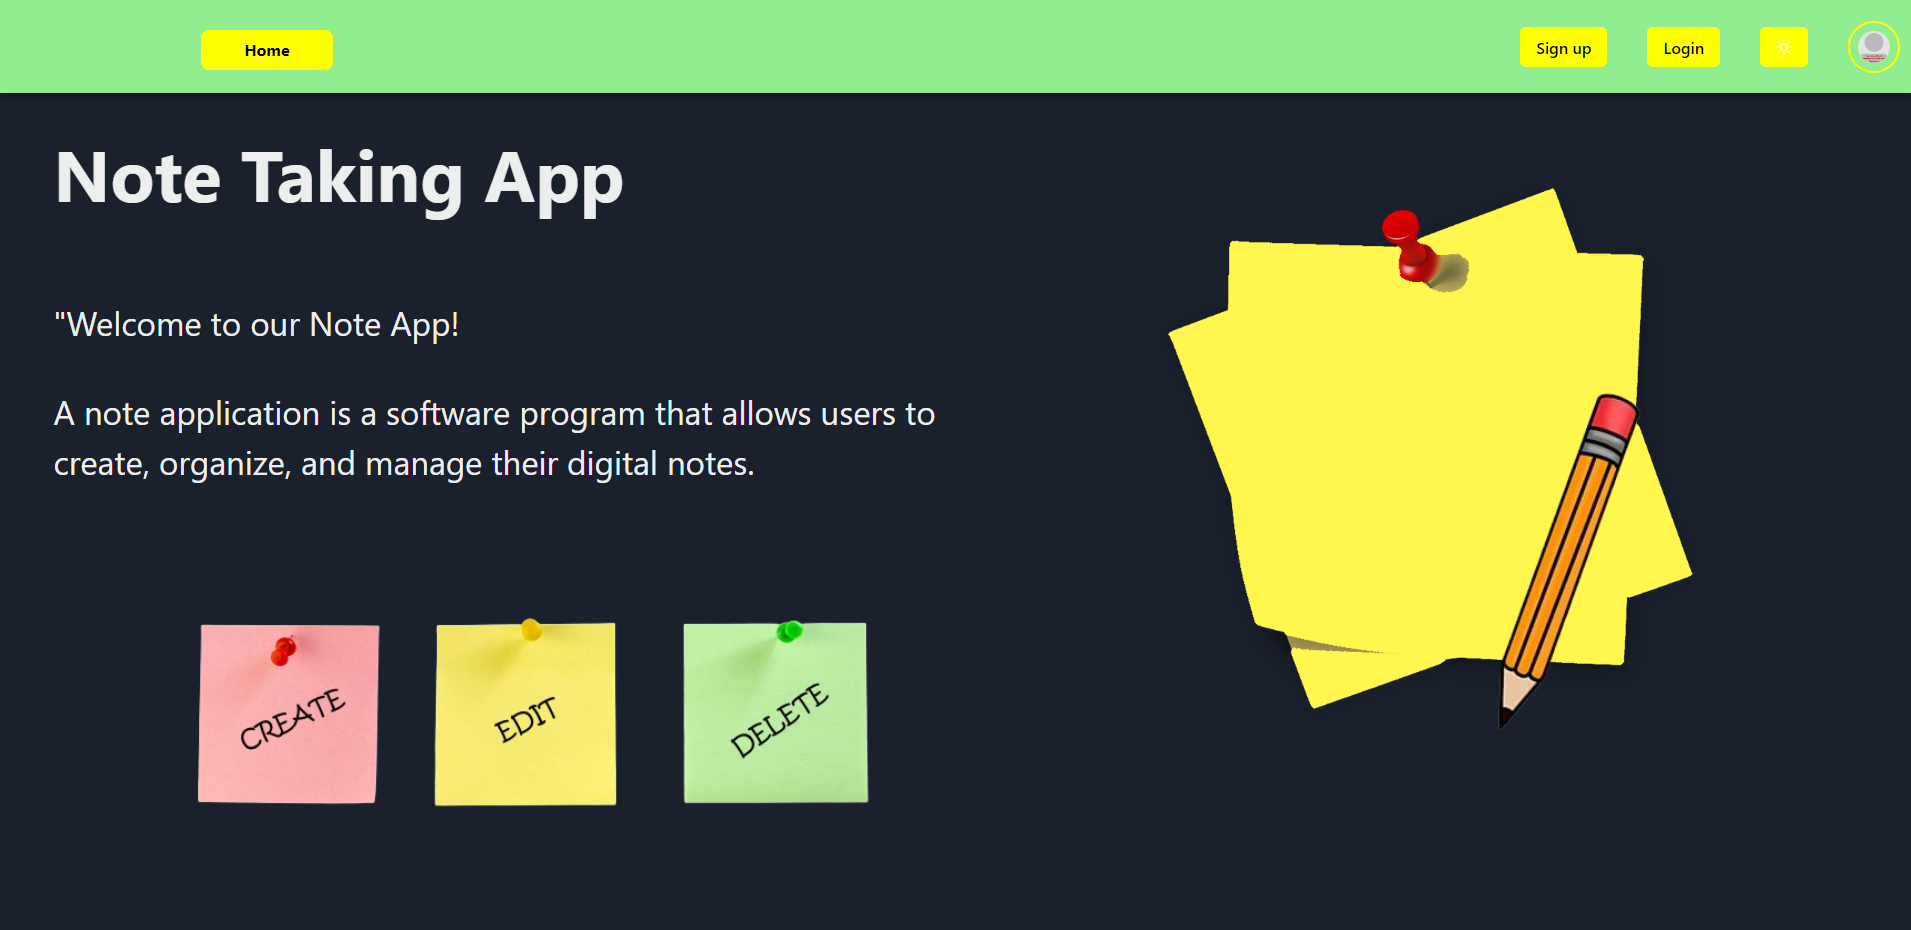 Home
Sign up
Login
Note Taking App
"Welcome to our Note App!
A note application is a software program that allows users to
create, organize, and manage their digital notes.
CREATE
EDIT
DELETE